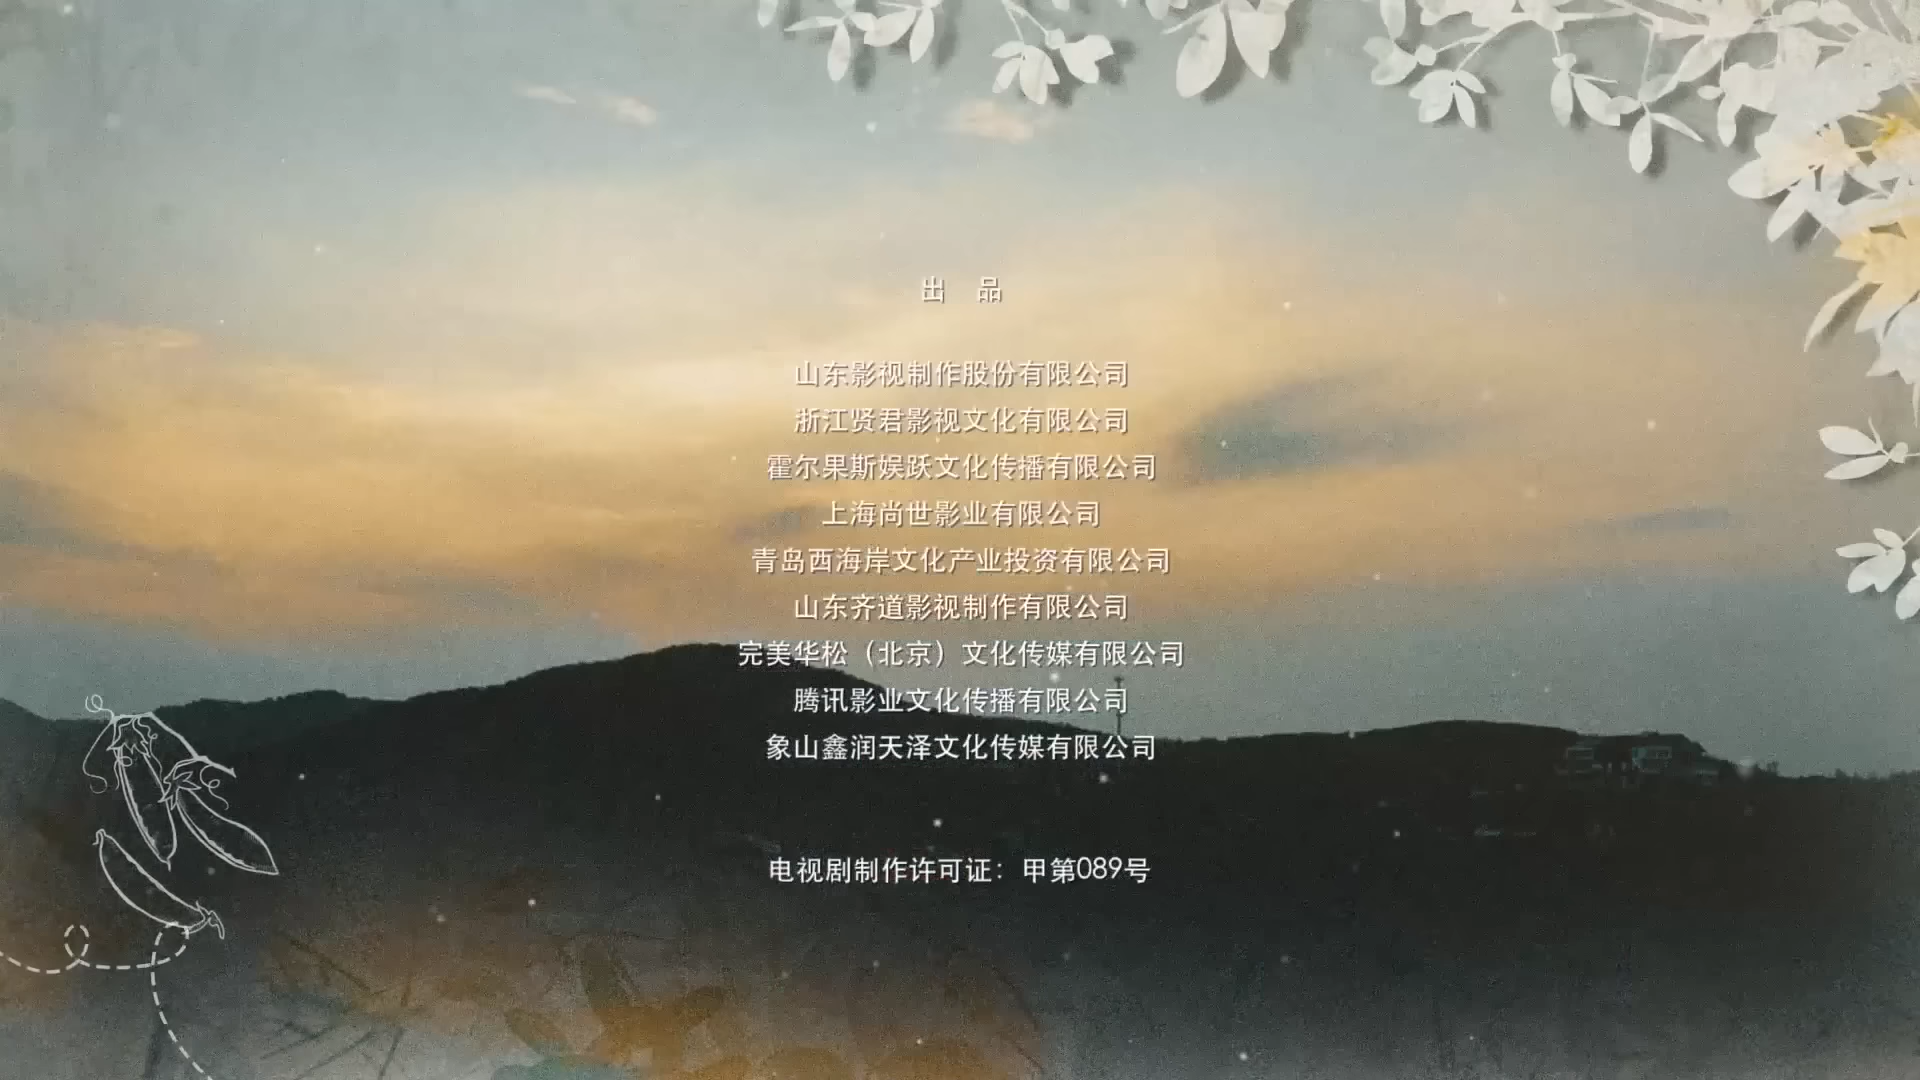 出 品
山东影视制作股份有限公司
浙江贤君影视文化有限公司
霍尔果斯娱跃文化传播有限公司
上海尚世影业有限公司
青岛西海岸文化产业投资有限公司
山东齐道影视制作有限公司
完美华松（北京）文化传媒有限公司
腾讯影业文化传播有限公司
象山鑫润天泽文化传媒有限公司
电视剧制作许可证：甲第089号